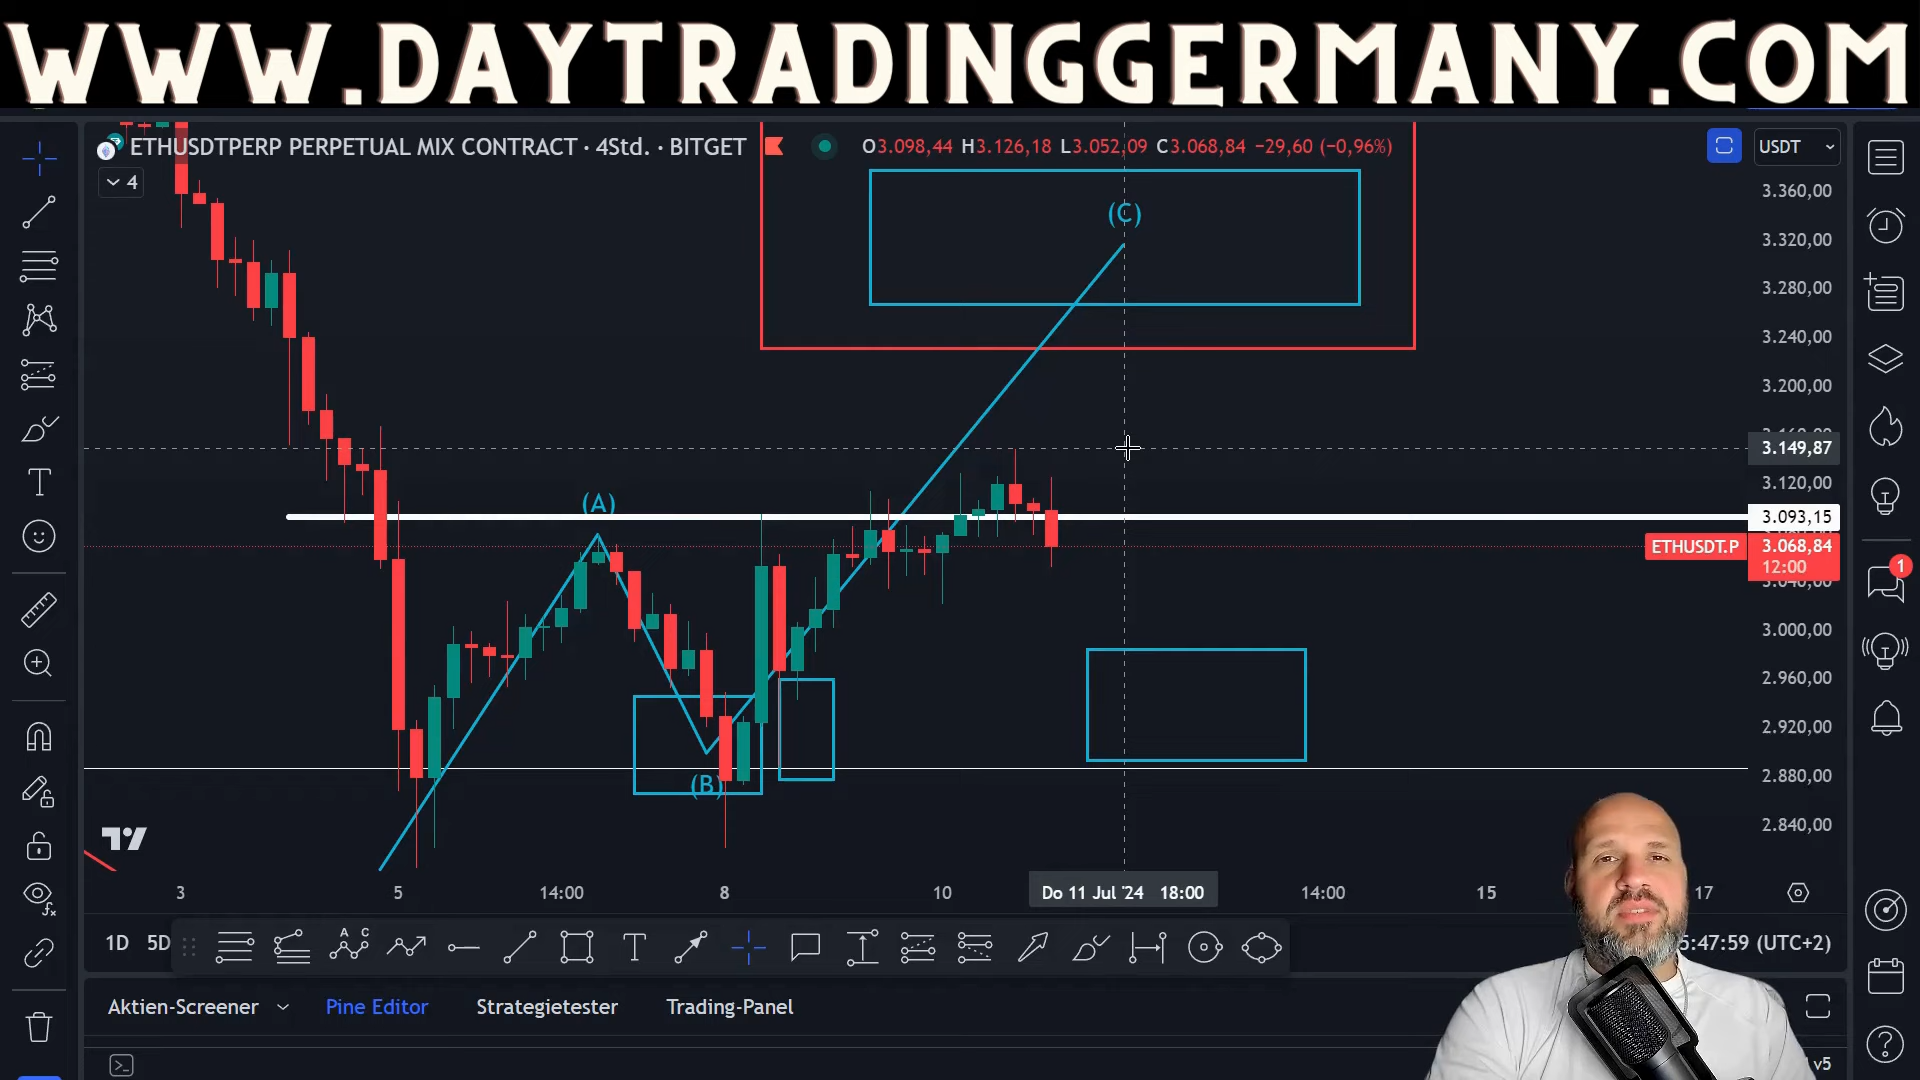 WWW.DAYTRADINGGERMANY.COM
ETHUSDTPERP PERPETUAL MIX CONTRACT · 4Std. · BITGET
O3.098,44 H3.126,18 L3.052,09 C3.068,84 −29,60 (−0,96%)
USDT
4
3.360,00
(C)
3.320,00
3.280,00
3.240,00
3.200,00
3.149,87
3.120,00
(A)
3.093,15
ETHUSDT.P
3.068,84
12:00
3.040,00
3.000,00
2.960,00
2.920,00
(B)
2.880,00
2.840,00
3
5
14:00
8
10
Do 11 Jul '24 18:00
14:00
15
17
1
1D
5D
5:47:59 (UTC+2)
A C
B
Aktien-Screener
Pine Editor
Strategietester
Trading-Panel
v5